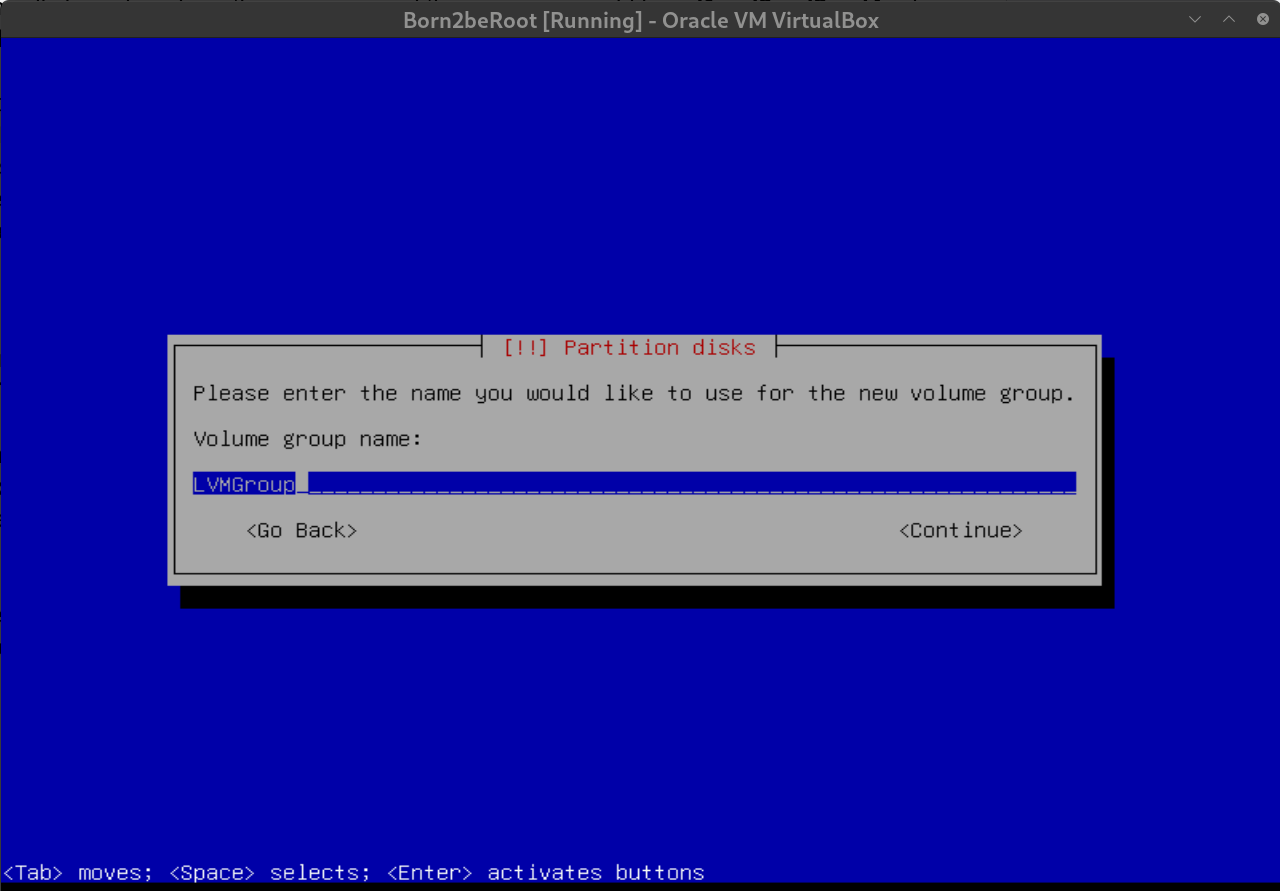 Born2beRoot [Running] - Oracle VM VirtualBox
[!!] Partition disks
Please enter the name you would like to use for the new volume group.
Volume group name:
LVMGroup
<Go Back> <Continue>
<Tab> moves; <Space> selects; <Enter> activates buttons